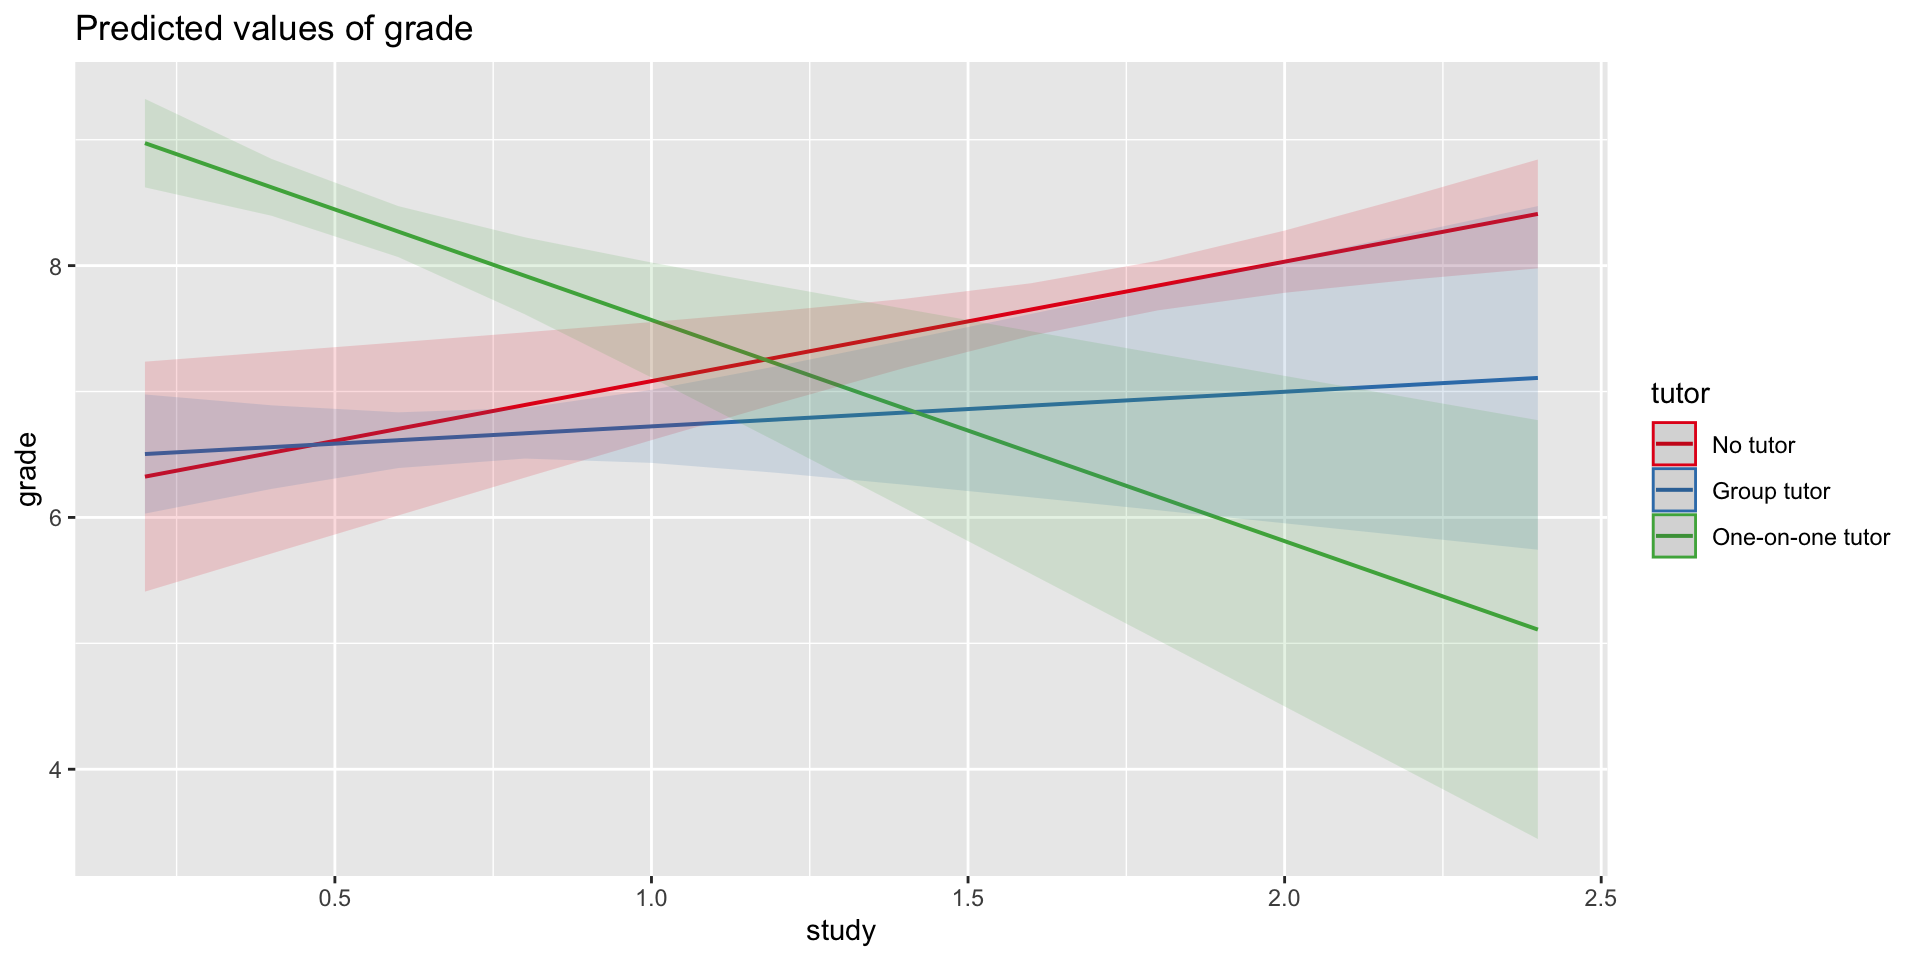 Predicted values of grade
grade
8
6
4
0.5
1.0
1.5
2.0
2.5
study
tutor
No tutor
Group tutor
One-on-one tutor